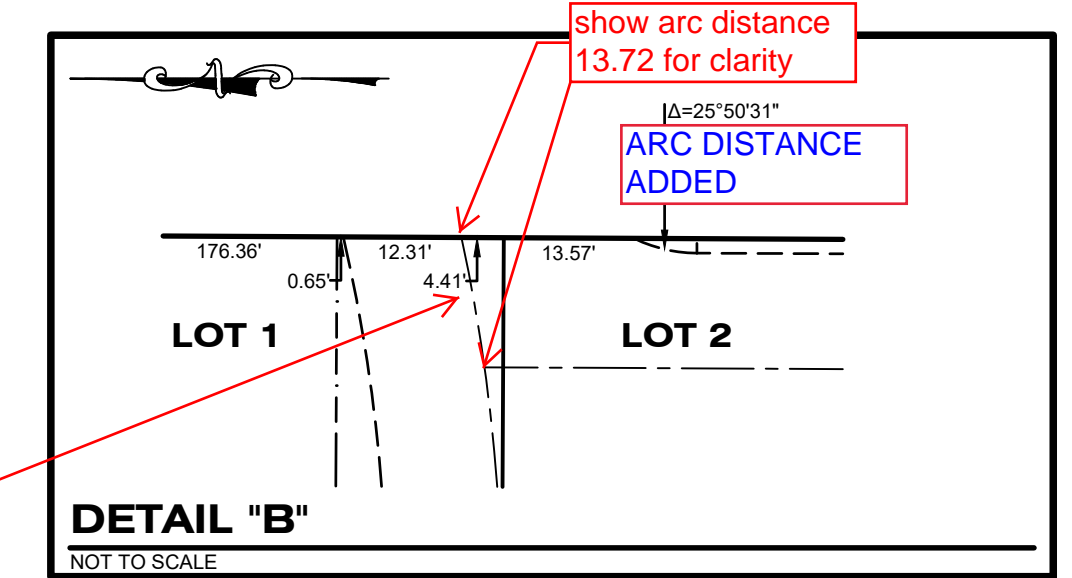 show arc distance
13.72 for clarity
Δ=25°50'31"
ARC DISTANCE
ADDED
176.36'
12.31'
13.57'
0.65'
4.41'
LOT 1
LOT 2
DETAIL "B"
NOT TO SCALE